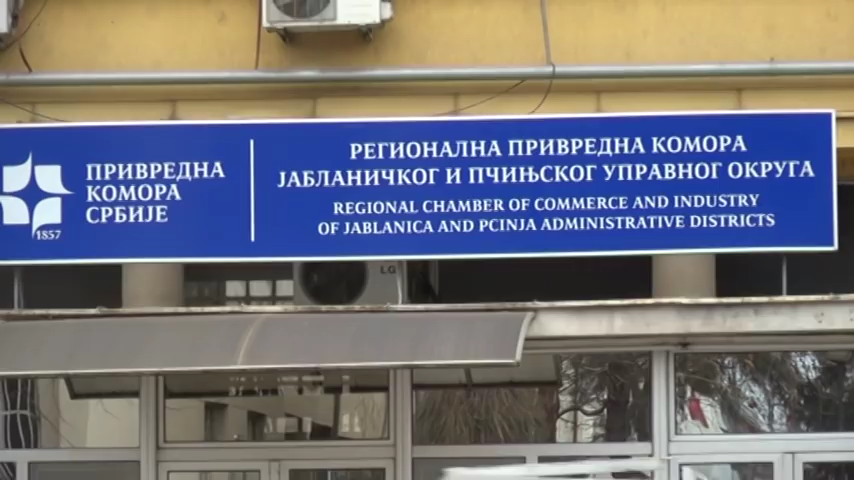 ПРИВРЕДНА
КОМОРА
СРБИЈЕ
1857
РЕГИОНАЛНА ПРИВРЕДНА КОМОРА
ЈАБЛАНИЧКОГ И ПЧИЊСКОГ УПРАВНОГ ОКРУГА
REGIONAL CHAMBER OF COMMERCE AND INDUSTRY
OF JABLANICA AND PCINJA ADMINISTRATIVE DISTRICTS
LG